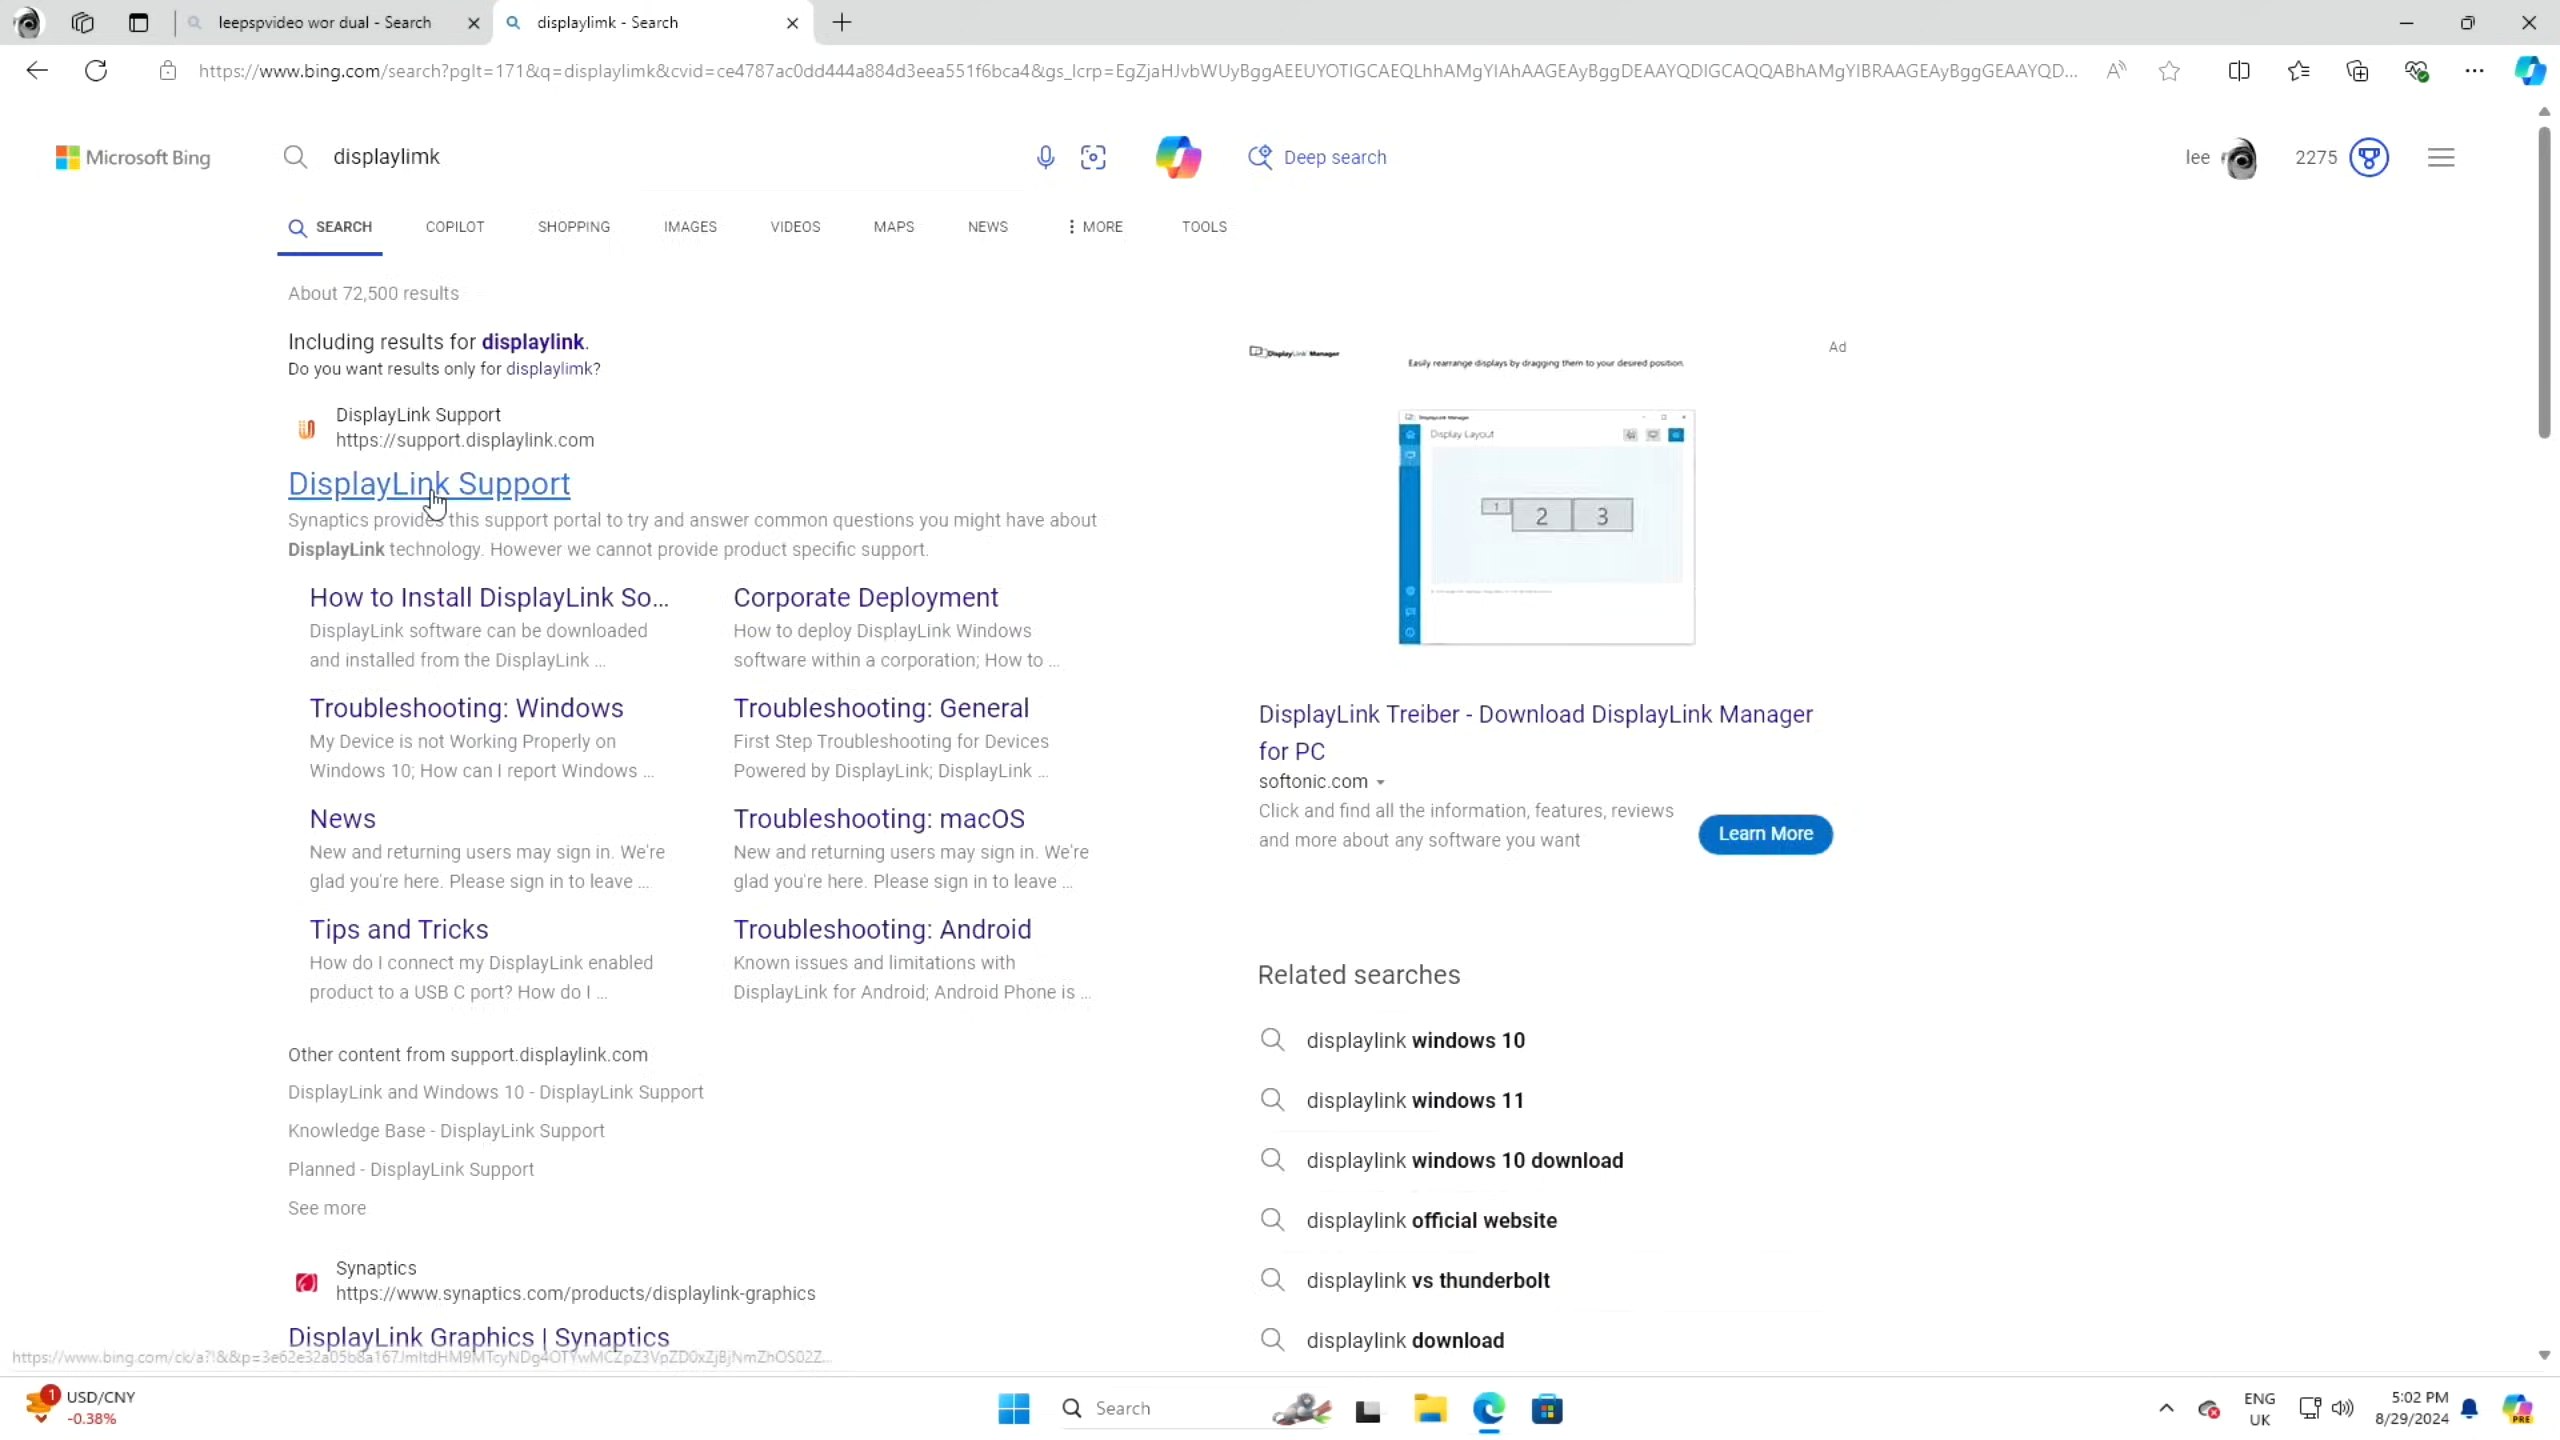 leepspvideo wor dual - Search
displaylimk - Search
https://www.bing.com/search?pglt=171&q=displaylimk&cvid=ce4787ac0dd444a884d3eea551f6bca4&gs_lcrp=EgZjaHJvbWUyBggAEEUYOTIGCAEQLhhAMgYIAhAAGEAyBggDEAAYQDIGCAQQABhAMgYIBRAAGEAyBggGEAAYQD...
Microsoft Bing
displaylimk
Deep search
lee
2275
SEARCH COPILOT SHOPPING IMAGES VIDEOS MAPS NEWS MORE TOOLS
About 72,500 results
Including results for displaylink.
Do you want results only for displaylimk?
DisplayLink Support
https://support.displaylink.com
DisplayLink Support
Synaptics provides this support portal to try and answer common questions you might have about
DisplayLink technology. However we cannot provide product specific support.
How to Install DisplayLink So...
DisplayLink software can be downloaded
and installed from the DisplayLink ...
Corporate Deployment
How to deploy DisplayLink Windows
software within a corporation; How to ...
Troubleshooting: Windows
My Device is not Working Properly on
Windows 10; How can I report Windows ...
Troubleshooting: General
First Step Troubleshooting for Devices
Powered by DisplayLink; DisplayLink ...
News
New and returning users may sign in. We're
glad you're here. Please sign in to leave ...
Troubleshooting: macOS
New and returning users may sign in. We're
glad you're here. Please sign in to leave ...
Tips and Tricks
How do I connect my DisplayLink enabled
product to a USB C port? How do I ...
Troubleshooting: Android
Known issues and limitations with
DisplayLink for Android; Android Phone is ...
Other content from support.displaylink.com
DisplayLink and Windows 10 - DisplayLink Support
Knowledge Base - DisplayLink Support
Planned - DisplayLink Support
See more
Synaptics
https://www.synaptics.com/products/displaylink-graphics
DisplayLink Graphics | Synaptics
DisplayLink Manager
Easily rearrange displays by dragging them to your desired position.
Ad
DisplayLink Manager
Display Layout
1 2 3
DisplayLink Treiber - Download DisplayLink Manager
for PC
softonic.com
Click and find all the information, features, reviews
and more about any software you want
Learn More
Related searches
displaylink windows 10
displaylink windows 11
displaylink windows 10 download
displaylink official website
displaylink vs thunderbolt
displaylink download
1
USD/CNY
-0.38%
Search
ENG
UK
5:02 PM
8/29/2024
PRE